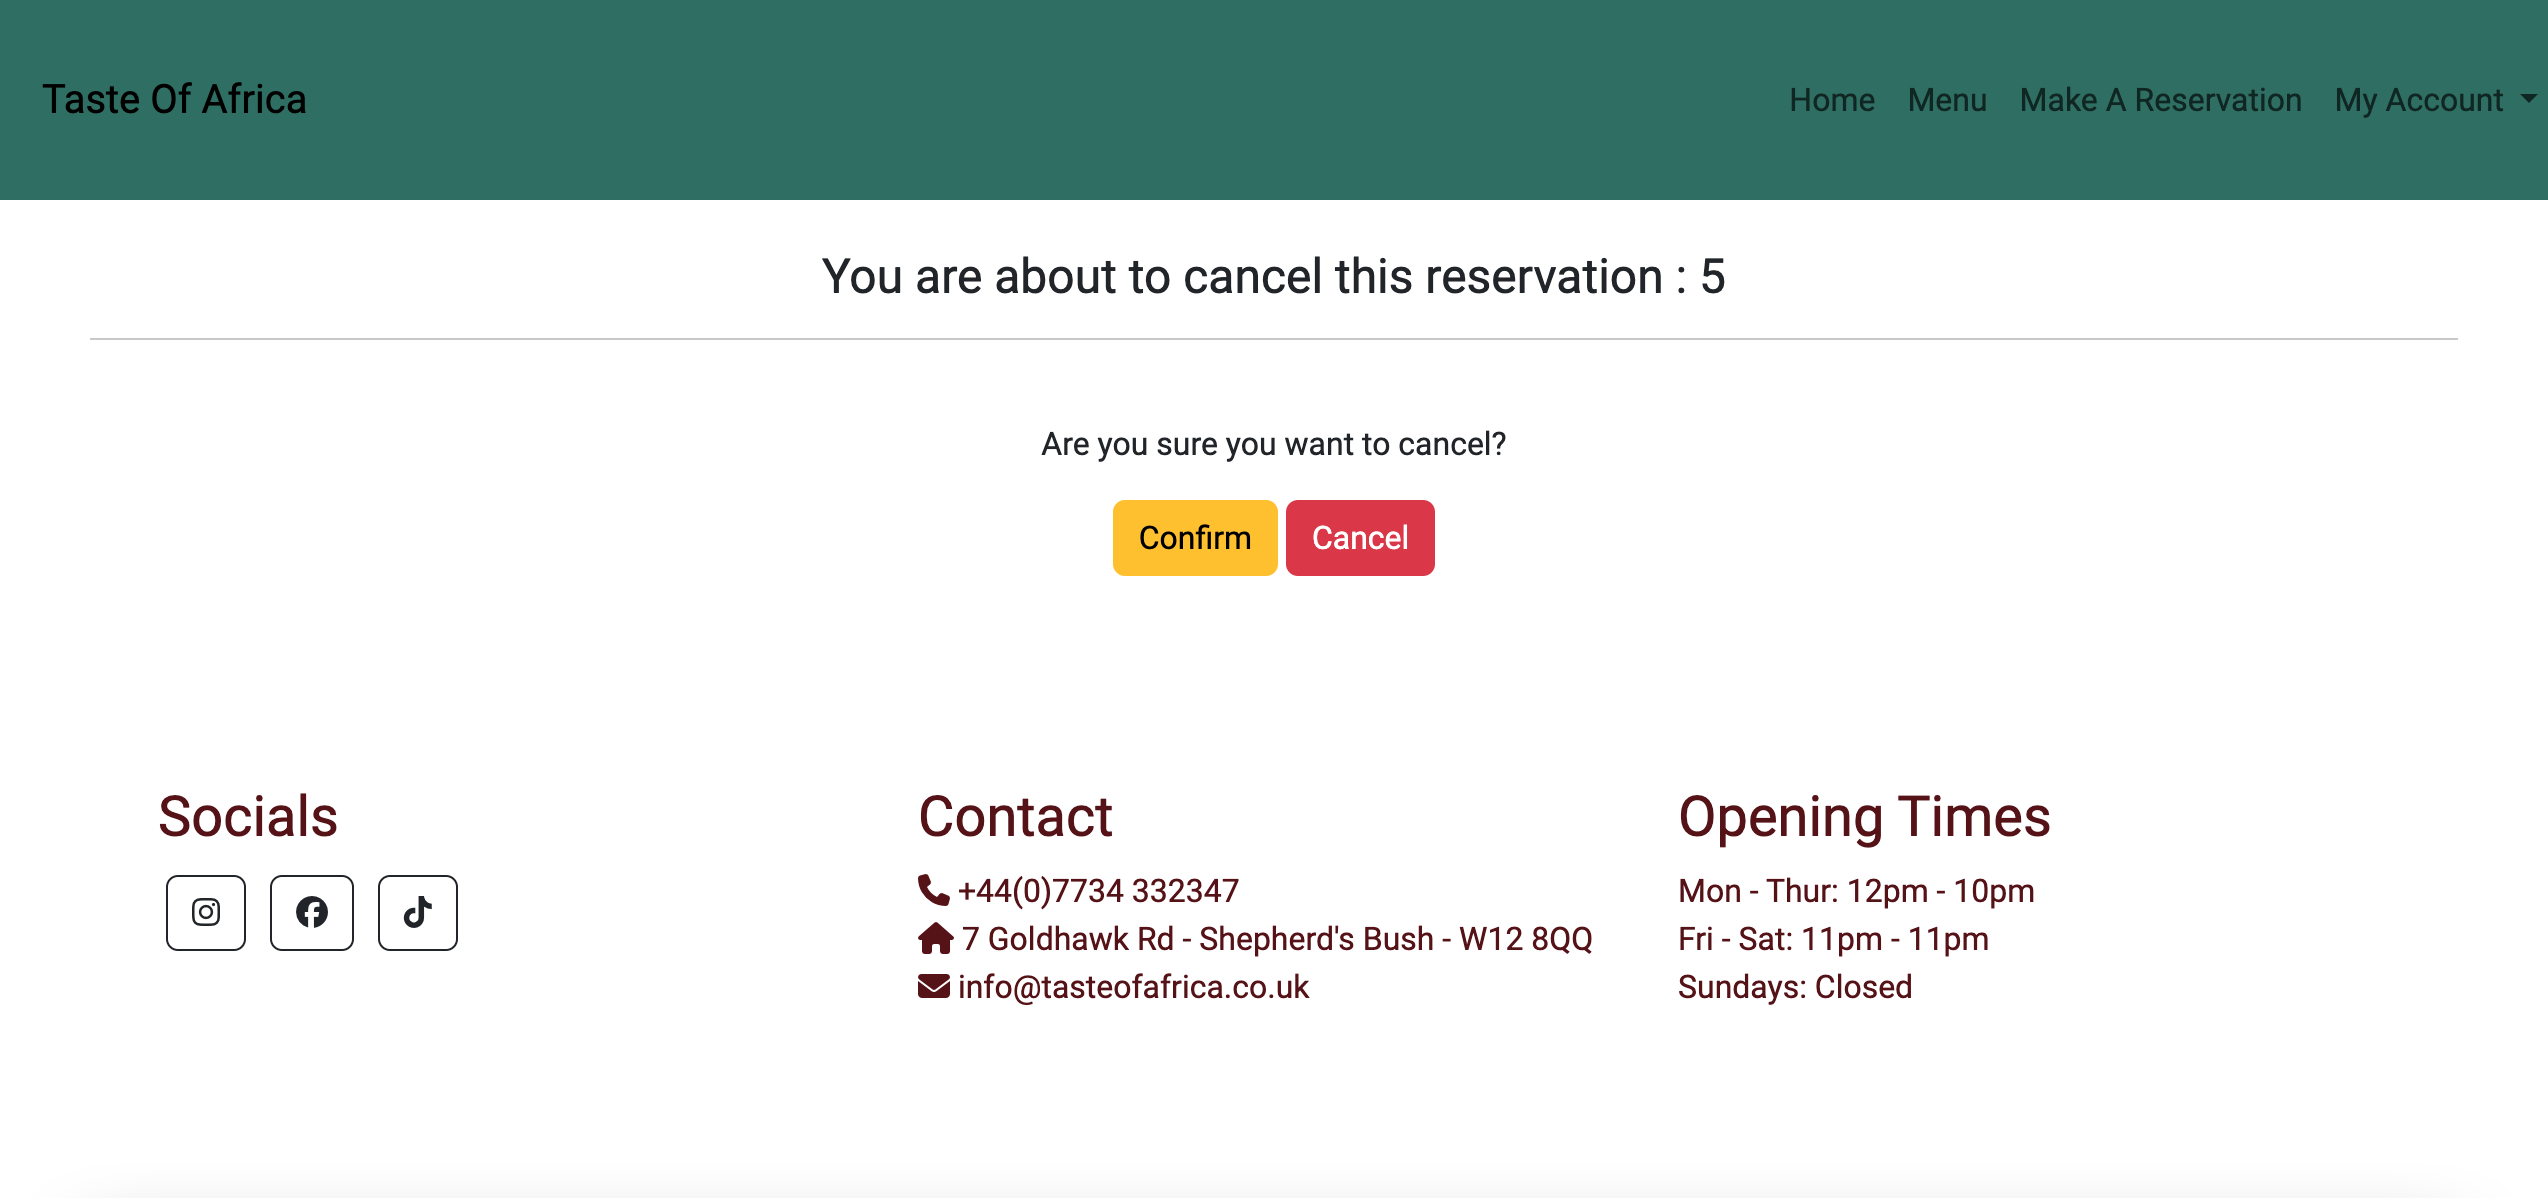 Taste Of Africa
Home Menu Make A Reservation My Account
You are about to cancel this reservation : 5
Are you sure you want to cancel?
Confirm Cancel
Socials
Contact
+44(0)7734 332347
7 Goldhawk Rd - Shepherd's Bush - W12 8QQ
info@tasteofafrica.co.uk
Opening Times
Mon - Thur: 12pm - 10pm
Fri - Sat: 11pm - 11pm
Sundays: Closed